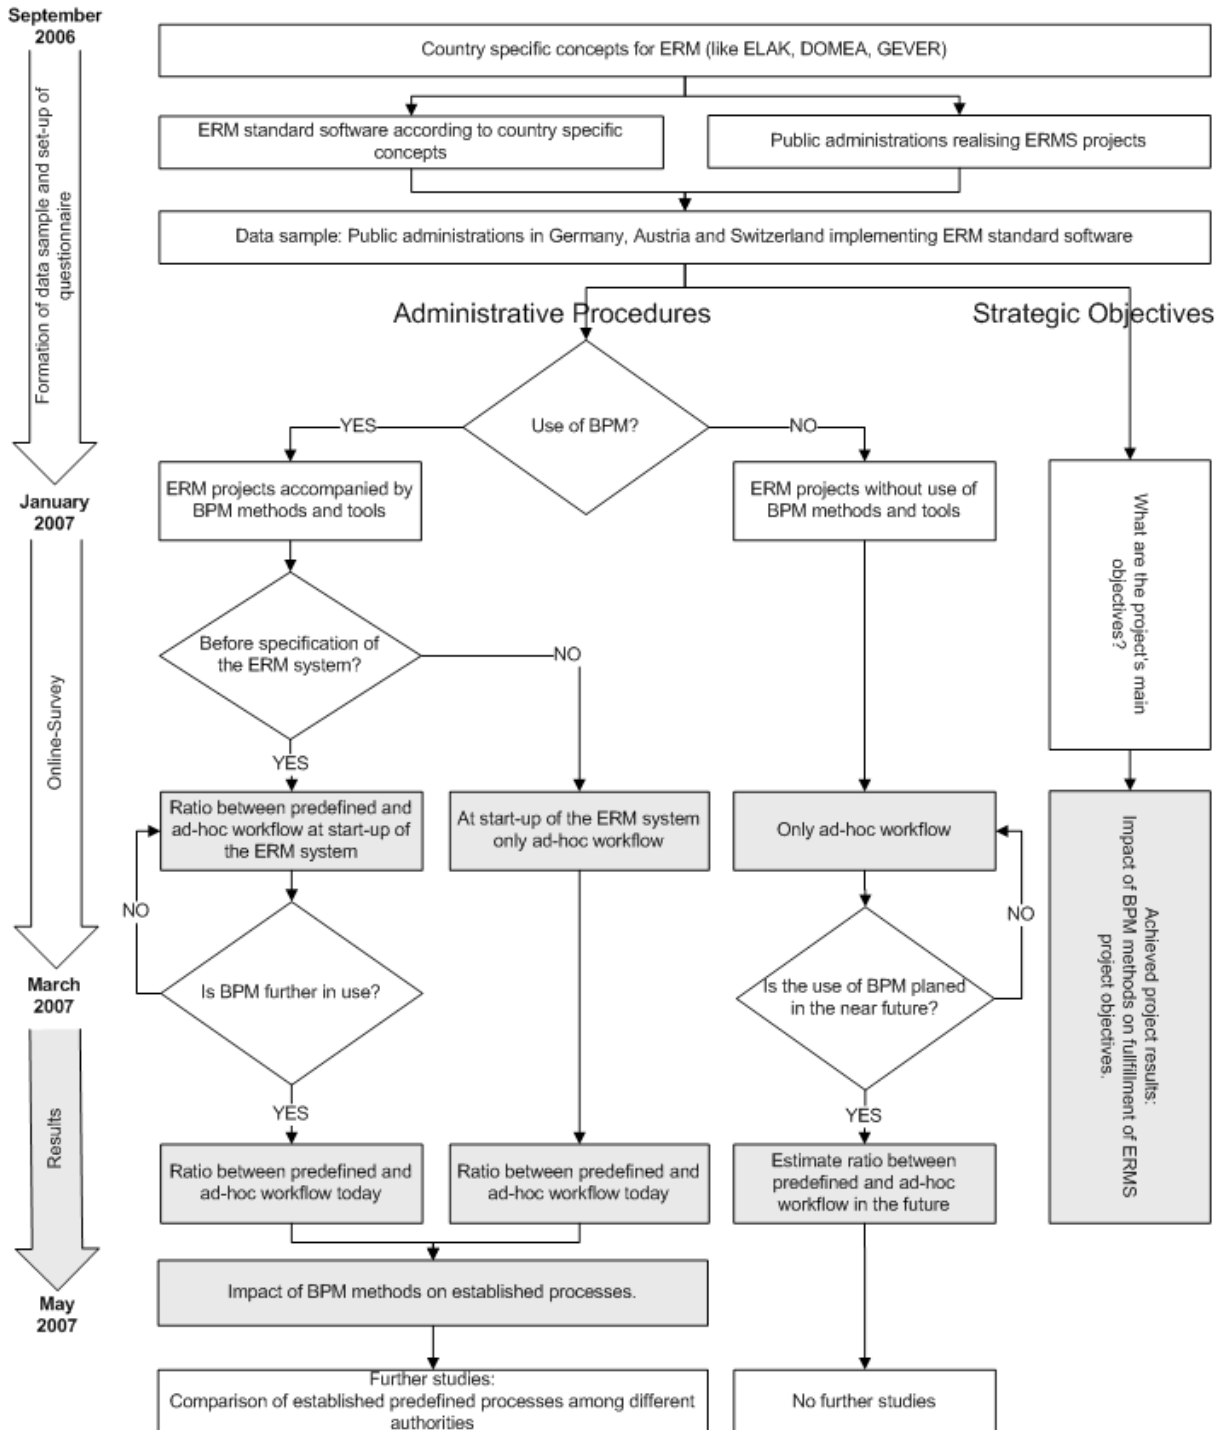 September
2006
Country specific concepts for ERM (like ELAK, DOMEA, GEVER)
ERM standard software according to country specific
concepts
Public administrations realising ERMS projects
Data sample: Public administrations in Germany, Austria and Switzerland implementing ERM standard software
Formation of data sample and set-up of
questionnaire
Administrative Procedures
Strategic Objectives
Use of BPM?
YES
NO
January
2007
ERM projects accompanied by
BPM methods and tools
ERM projects without use of
BPM methods and tools
What are the project's main
objectives?
Before specification of
the ERM system?
NO
YES
Online-Survey
Ratio between predefined and
ad-hoc workflow at start-up of
the ERM system
At start-up of the ERM system
only ad-hoc workflow
Only ad-hoc workflow
NO
NO
Achieved project results:
Impact of BPM methods on fullfillment of ERMS
project objectives.
March
2007
Is BPM further in use?
Is the use of BPM planed
in the near future?
YES
YES
Results
Ratio between predefined and
ad-hoc workflow today
Ratio between predefined and
ad-hoc workflow today
Estimate ratio between
predefined and ad-hoc
workflow in the future
Impact of BPM methods on established processes.
May
2007
Further studies:
Comparison of established predefined processes among different
authorities
No further studies